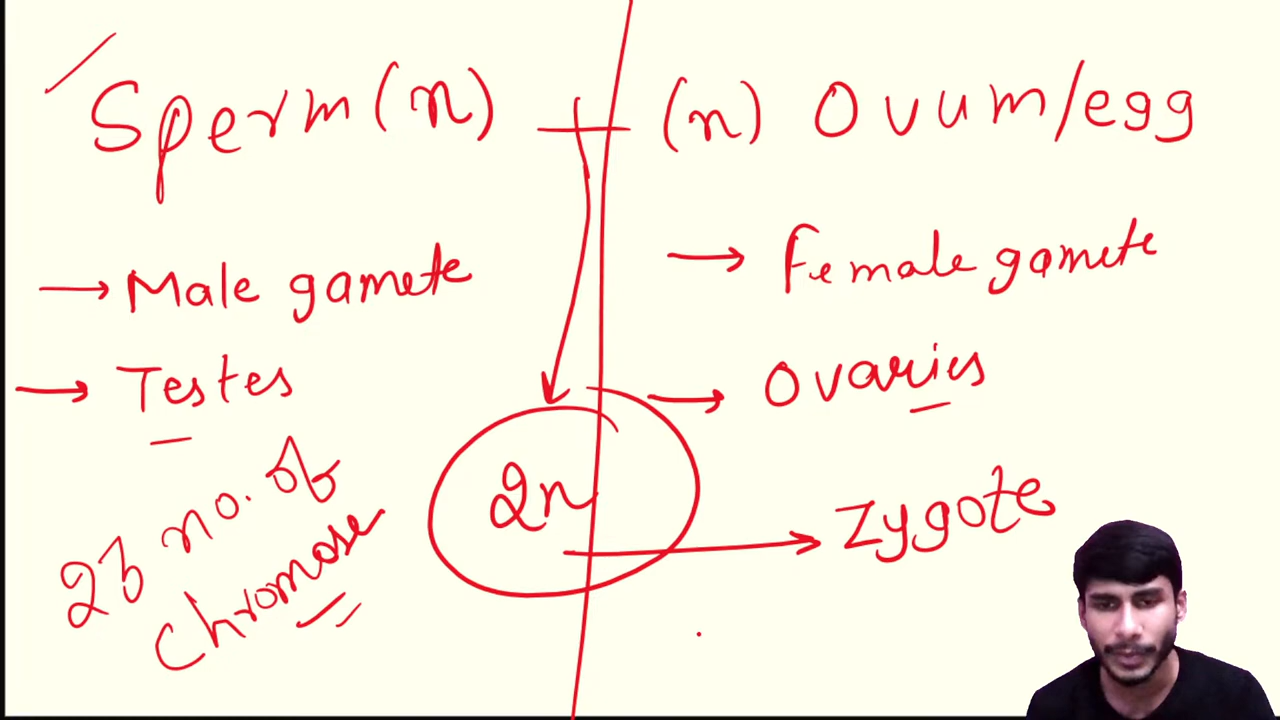 Sperm (n) + (n) Ovum/egg
→ Male gamete
→ Testes
23 no. of
chromose
→ Female gamete
→ Ovaries
2n → Zygote